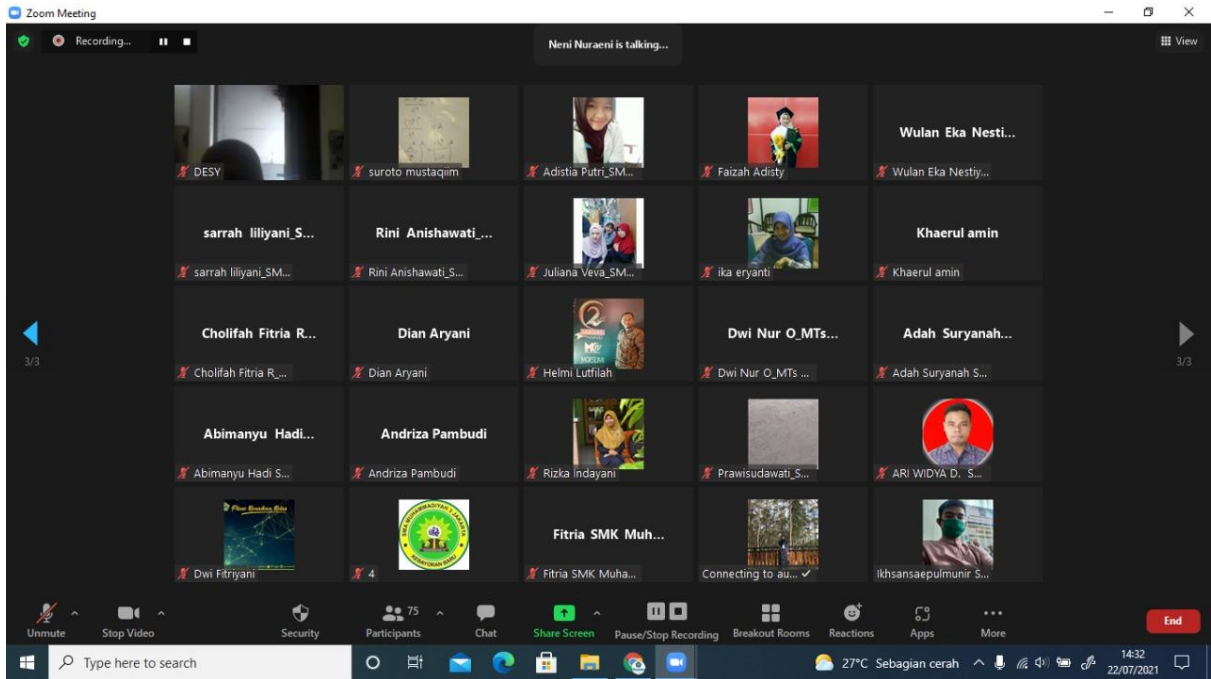 Zoom Meeting
Recording...
Neni Nuraeni is talking...
View
DESY
suroto mustaqiim
Adistia Putri_SM...
Faizah Adisty
Wulan Eka Nesti...
Wulan Eka Nestiy...
sarrah liliyani_S...
sarrah liliyani_SM...
Rini Anishawati_...
Rini Anishawati_S...
Juliana Veva_SM...
ika eryanti
Khaerul amin
Khaerul amin
3/3
Cholifah Fitria R...
Cholifah Fitria R_...
Dian Aryani
Dian Aryani
Helmi Lutfilah
Dwi Nur O_MTs...
Dwi Nur O_MTs ...
Adah Suryanah...
Adah Suryanah S...
3/3
Abimanyu Hadi...
Abimanyu Hadi S...
Andriza Pambudi
Andriza Pambudi
Rizka Indayani
Prawisudawati_S...
ARI WIDYA D. S...
Dwi Fitriyani
SMA MUHAMMADIYAH 3 JAKARTA
KEBAYORAN BARU
4
Fitria SMK Muh...
Fitria SMK Muha...
Connecting to au...
Ikhsansaepulmunir S...
Unmute
Stop Video
Security
75
Participants
Chat
Share Screen
Pause/Stop Recording
Breakout Rooms
Reactions
Apps
More
End
Type here to search
27°C Sebagian cerah
14:32
22/07/2021